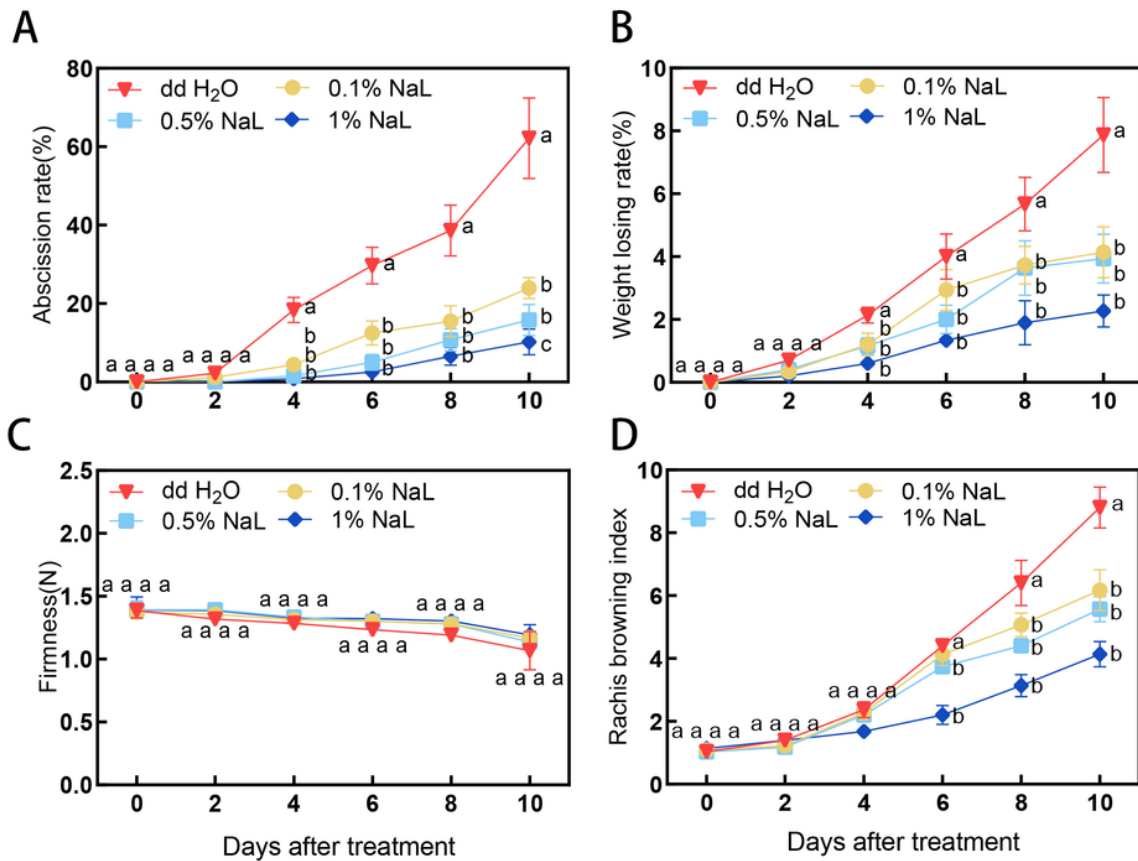 A
Abscission rate(%)
80
60
40
20
0
dd H₂O
0.1% NaL
0.5% NaL
1% NaL
a a a a
a a a a
a
b
b
b
a
b
b
b
a
b
b
b
a
b
b
c
0 2 4 6 8 10
B
Weight losing rate(%)
10
8
6
4
2
0
dd H₂O
0.1% NaL
0.5% NaL
1% NaL
a a a a
a a a a
a
b
b
b
a
b
b
b
a
b
b
b
a
b
b
b
0 2 4 6 8 10
C
Firmness(N)
2.5
2.0
1.5
1.0
0.5
0.0
dd H₂O
0.1% NaL
0.5% NaL
1% NaL
a a a a
a a a a
a a a a
a a a a
a a a a
a a a a
0 2 4 6 8 10
Days after treatment
D
Rachis browning index
10
8
6
4
2
0
dd H₂O
0.1% NaL
0.5% NaL
1% NaL
a a a a
a a a a
a a a a
a
a
b
b
a
b
b
b
a
b
b
b
0 2 4 6 8 10
Days after treatment